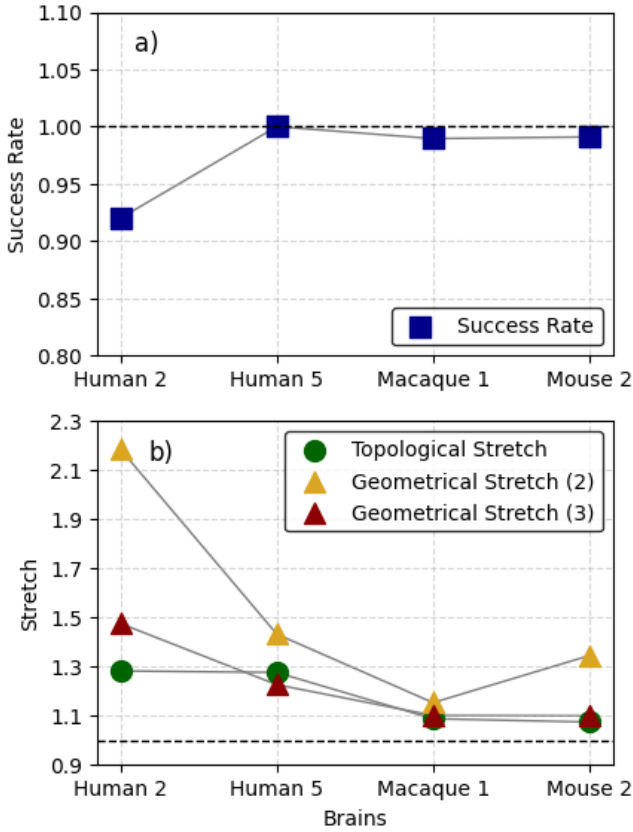 1.10
a)
1.05
1.00
0.95
0.90
0.85
0.80
Success Rate
Success Rate
Human 2 Human 5 Macaque 1 Mouse 2
2.3
b)
2.1
1.9
1.7
1.5
1.3
1.1
0.9
Stretch
Topological Stretch
Geometrical Stretch (2)
Geometrical Stretch (3)
Human 2 Human 5 Macaque 1 Mouse 2
Brains